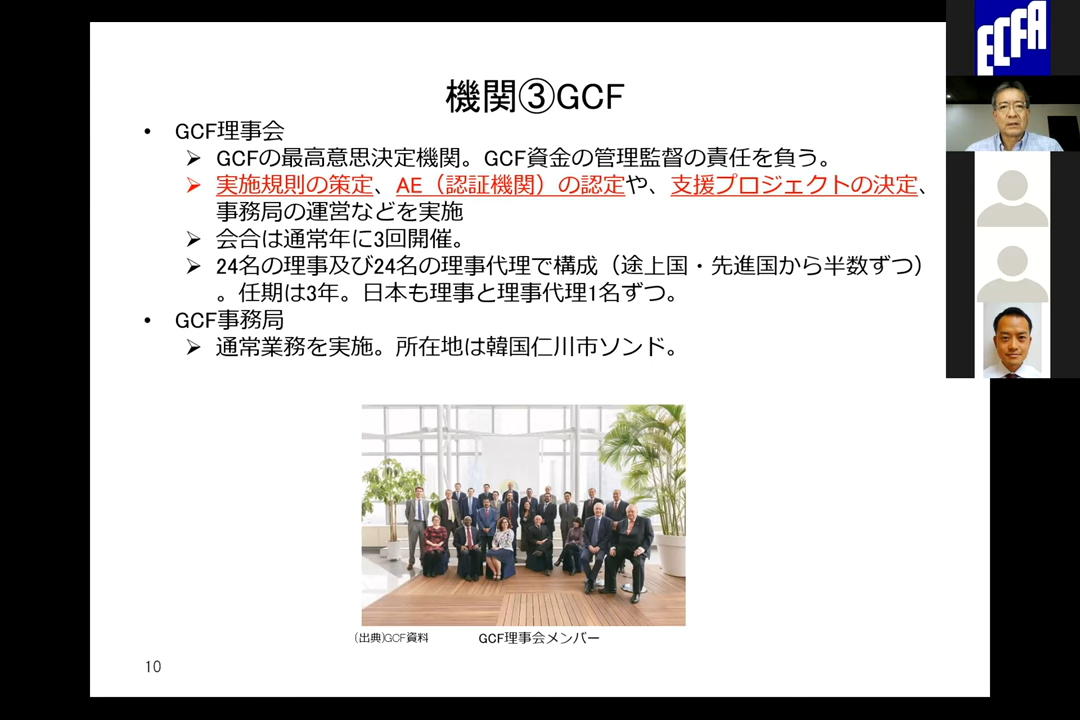 機関③GCF
• GCF理事会
➢ GCFの最高意思決定機関。GCF資金の管理監督の責任を負う。
➢ 実施規則の策定、AE（認証機関）の認定や、支援プロジェクトの決定、
事務局の運営などを実施
➢ 会合は通常年に3回開催。
➢ 24名の理事及び24名の理事代理で構成（途上国・先進国から半数ずつ）
。任期は3年。日本も理事と理事代理1名ずつ。
• GCF事務局
➢ 通常業務を実施。所在地は韓国仁川市ソンド。
(出典)GCF資料
GCF理事会メンバー
10
ECFA